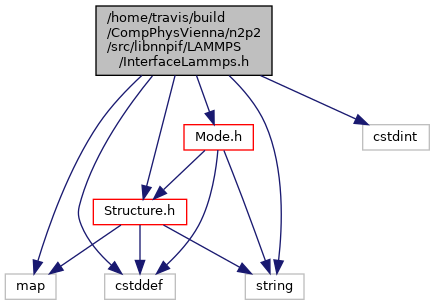 /home/travis/build
/CompPhysVienna/n2p2
/src/libnnpif/LAMMPS
/InterfaceLammps.h
Mode.h
cstdint
Structure.h
map
cstddef
string